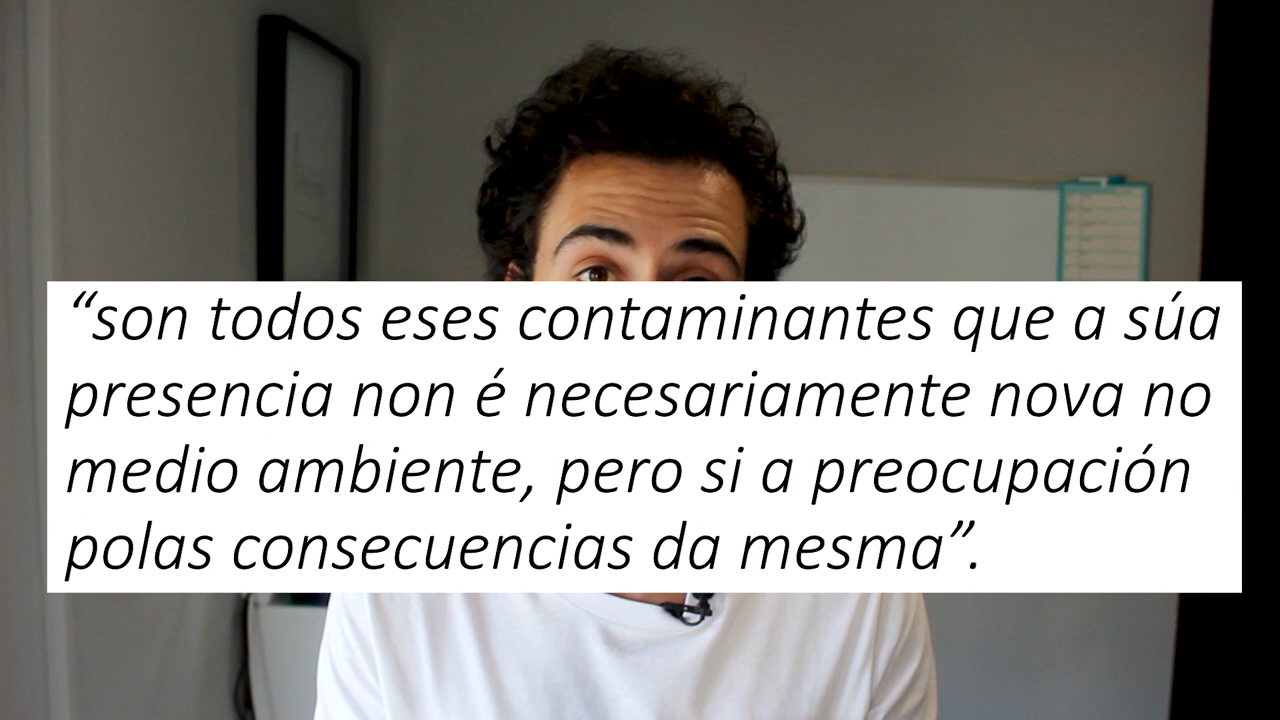 “son todos eses contaminantes que a súa
presencia non é necesariamente nova no
medio ambiente, pero si a preocupación
polas consecuencias da mesma”.